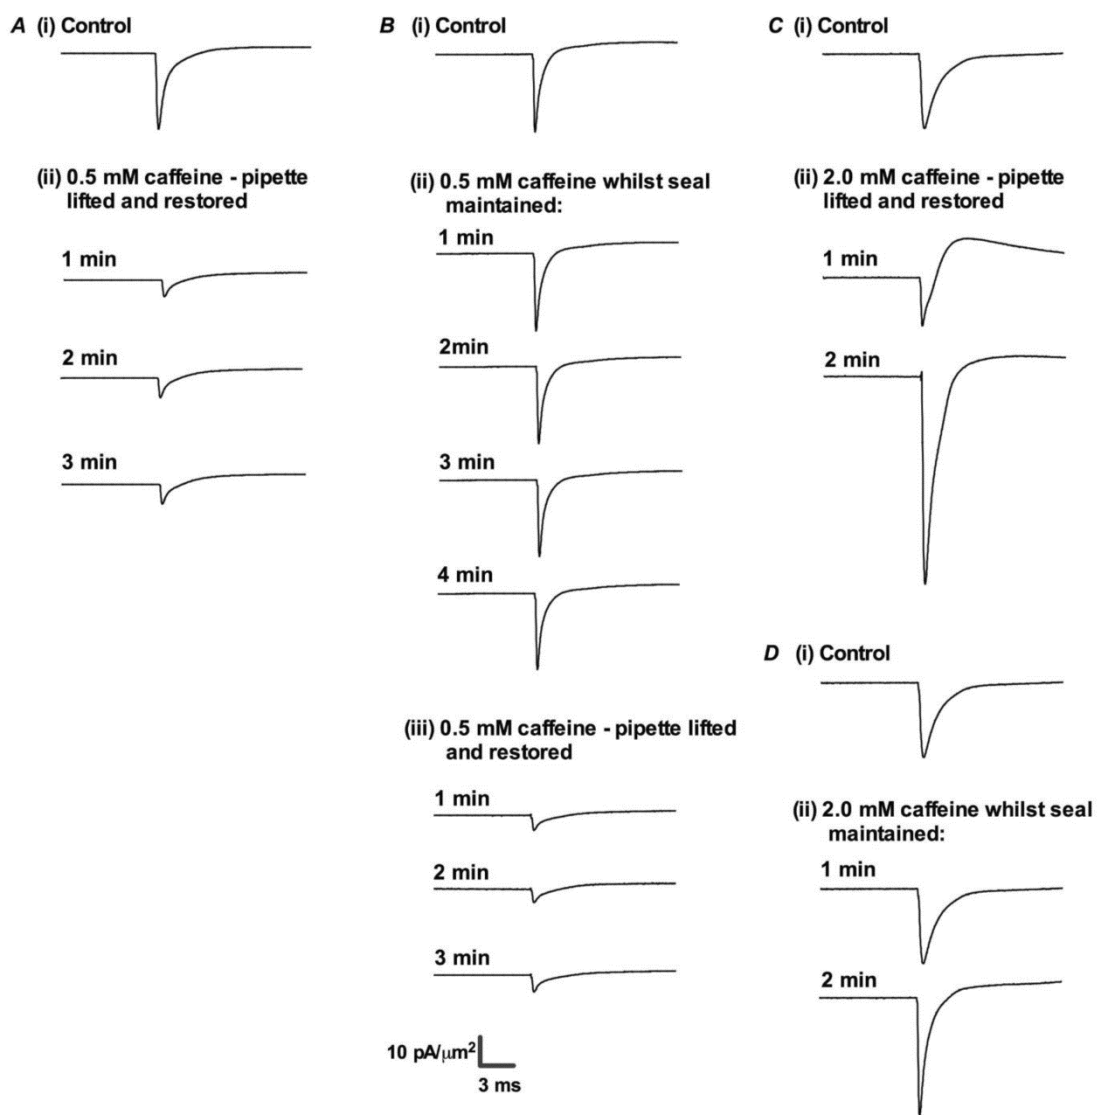 A (i) Control
(ii) 0.5 mM caffeine - pipette
lifted and restored
1 min
2 min
3 min
B (i) Control
(ii) 0.5 mM caffeine whilst seal
maintained:
1 min
2min
3 min
4 min
(iii) 0.5 mM caffeine - pipette lifted
and restored
1 min
2 min
3 min
10 pA/μm²
3 ms
C (i) Control
(ii) 2.0 mM caffeine - pipette
lifted and restored
1 min
2 min
D (i) Control
(ii) 2.0 mM caffeine whilst seal
maintained:
1 min
2 min